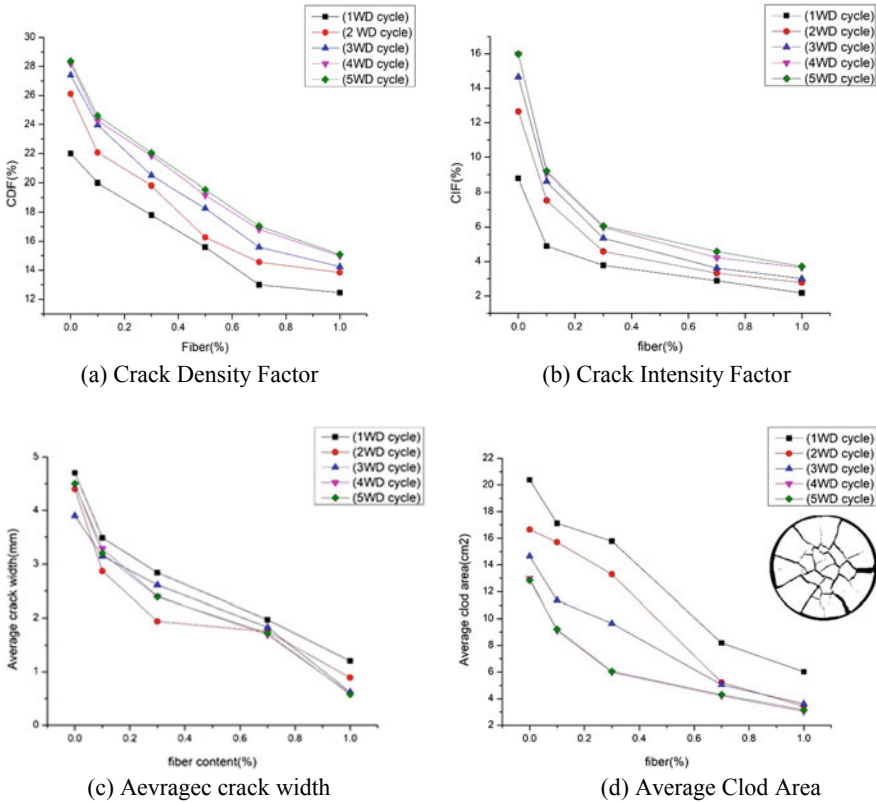 (1WD cycle)
(2 WD cycle)
(3WD cycle)
(4WD cycle)
(5WD cycle)
30
28
26
24
22
20
18
16
14
12
CDF(%)
0.0 0.2 0.4 0.6 0.8 1.0
Fiber(%)
(a) Crack Density Factor
(1WD cycle)
(2WD cycle)
(3WD cycle)
(4WD cycle)
(5WD cycle)
16
14
12
10
8
6
4
2
CIF(%)
0.0 0.2 0.4 0.6 0.8 1.0
fiber(%)
(b) Crack Intensity Factor
(1WD cycle)
(2WD cycle)
(3WD cycle)
(4WD cycle)
(5WD cycle)
5
4
3
2
1
0
Average crack width(mm)
0.0 0.2 0.4 0.6 0.8 1.0
fiber content(%)
(c) Aevragec crack width
(1WD cycle)
(2WD cycle)
(3WD cycle)
(4WD cycle)
(5WD cycle)
22
20
18
16
14
12
10
8
6
4
2
Average clod area(cm2)
0.0 0.2 0.4 0.6 0.8 1.0
fiber(%)
(d) Average Clod Area